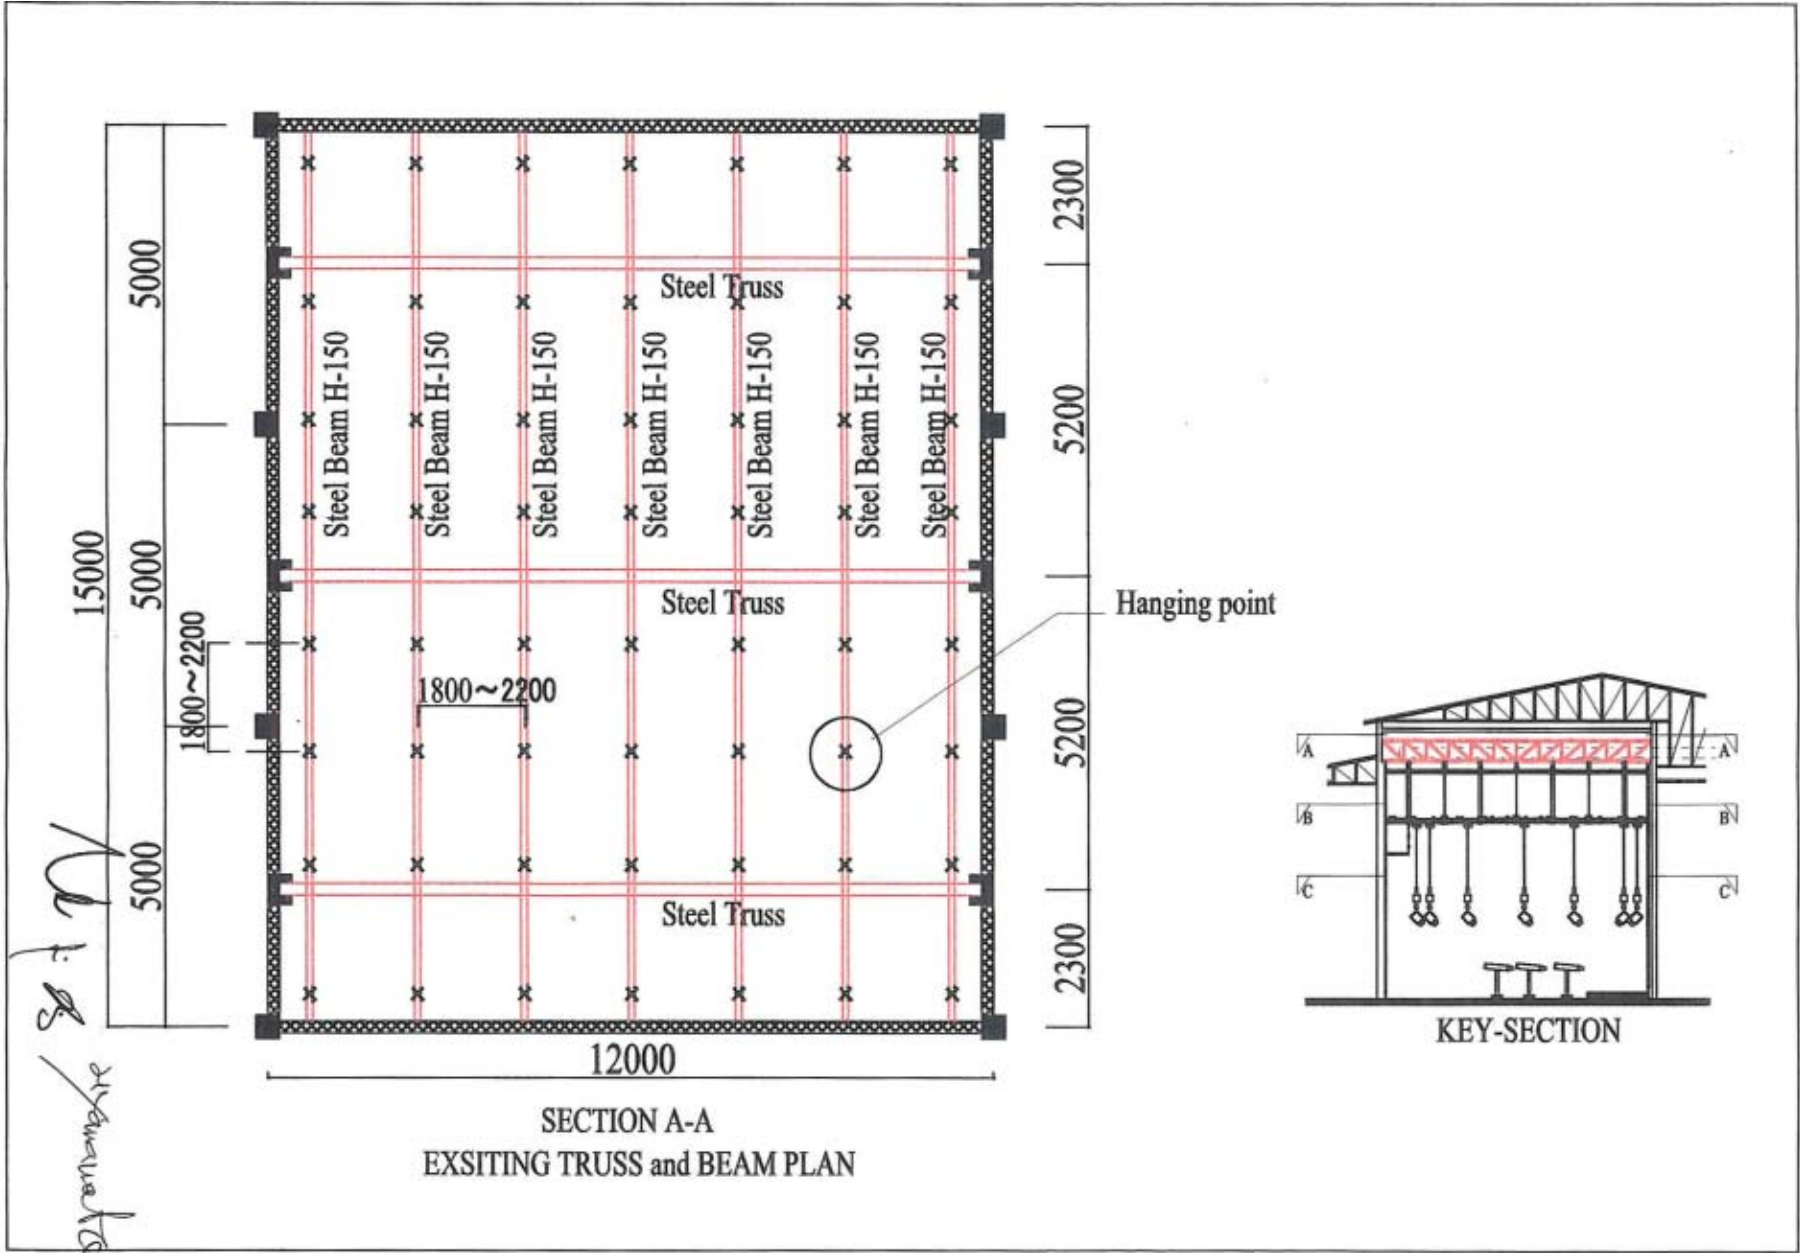 2300
5000
Steel Truss
Steel Beam H-150
Steel Beam H-150
Steel Beam H-150
Steel Beam H-150
Steel Beam H-150
Steel Beam H-150
Steel Beam H-150
5200
15000
5000
Steel Truss
Hanging point
1800~2200
1800~2200
5200
5000
Steel Truss
2300
12000
SECTION A-A
EXSITING TRUSS and BEAM PLAN
A
A
B
B
C
C
KEY-SECTION